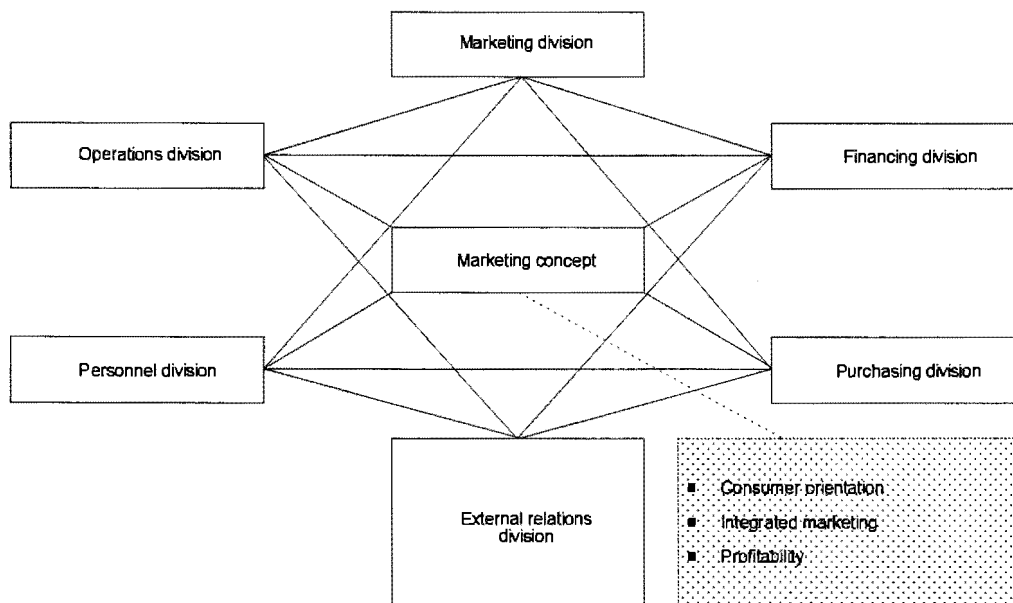 Marketing division
Operations division
Financing division
Marketing concept
Personnel division
Purchasing division
External relations
division
▪ Consumer orientation
▪ Integrated marketing
▪ Profitability